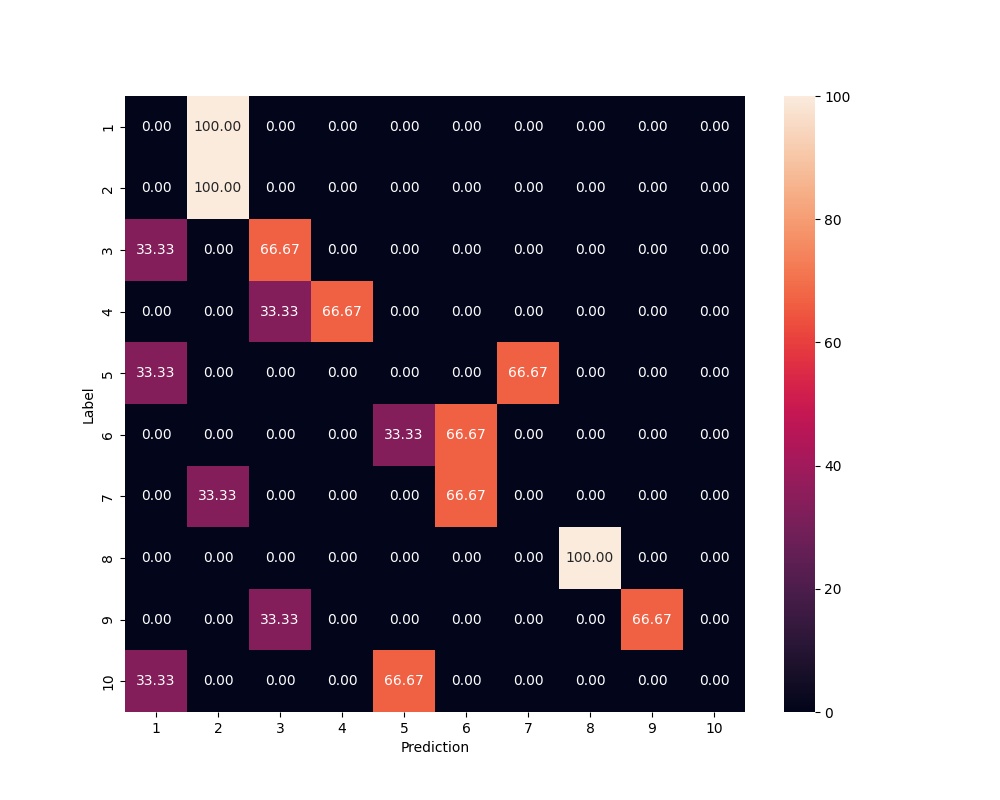 1 0.00 100.00 0.00 0.00 0.00 0.00 0.00 0.00 0.00 0.00
2 0.00 100.00 0.00 0.00 0.00 0.00 0.00 0.00 0.00 0.00
3 33.33 0.00 66.67 0.00 0.00 0.00 0.00 0.00 0.00 0.00
4 0.00 0.00 33.33 66.67 0.00 0.00 0.00 0.00 0.00 0.00
5 33.33 0.00 0.00 0.00 0.00 0.00 66.67 0.00 0.00 0.00
6 0.00 0.00 0.00 0.00 33.33 66.67 0.00 0.00 0.00 0.00
7 0.00 33.33 0.00 0.00 0.00 66.67 0.00 0.00 0.00 0.00
8 0.00 0.00 0.00 0.00 0.00 0.00 0.00 100.00 0.00 0.00
9 0.00 0.00 33.33 0.00 0.00 0.00 0.00 0.00 66.67 0.00
10 33.33 0.00 0.00 0.00 66.67 0.00 0.00 0.00 0.00 0.00
1 2 3 4 5 6 7 8 9 10
Prediction
Label
100
80
60
40
20
0